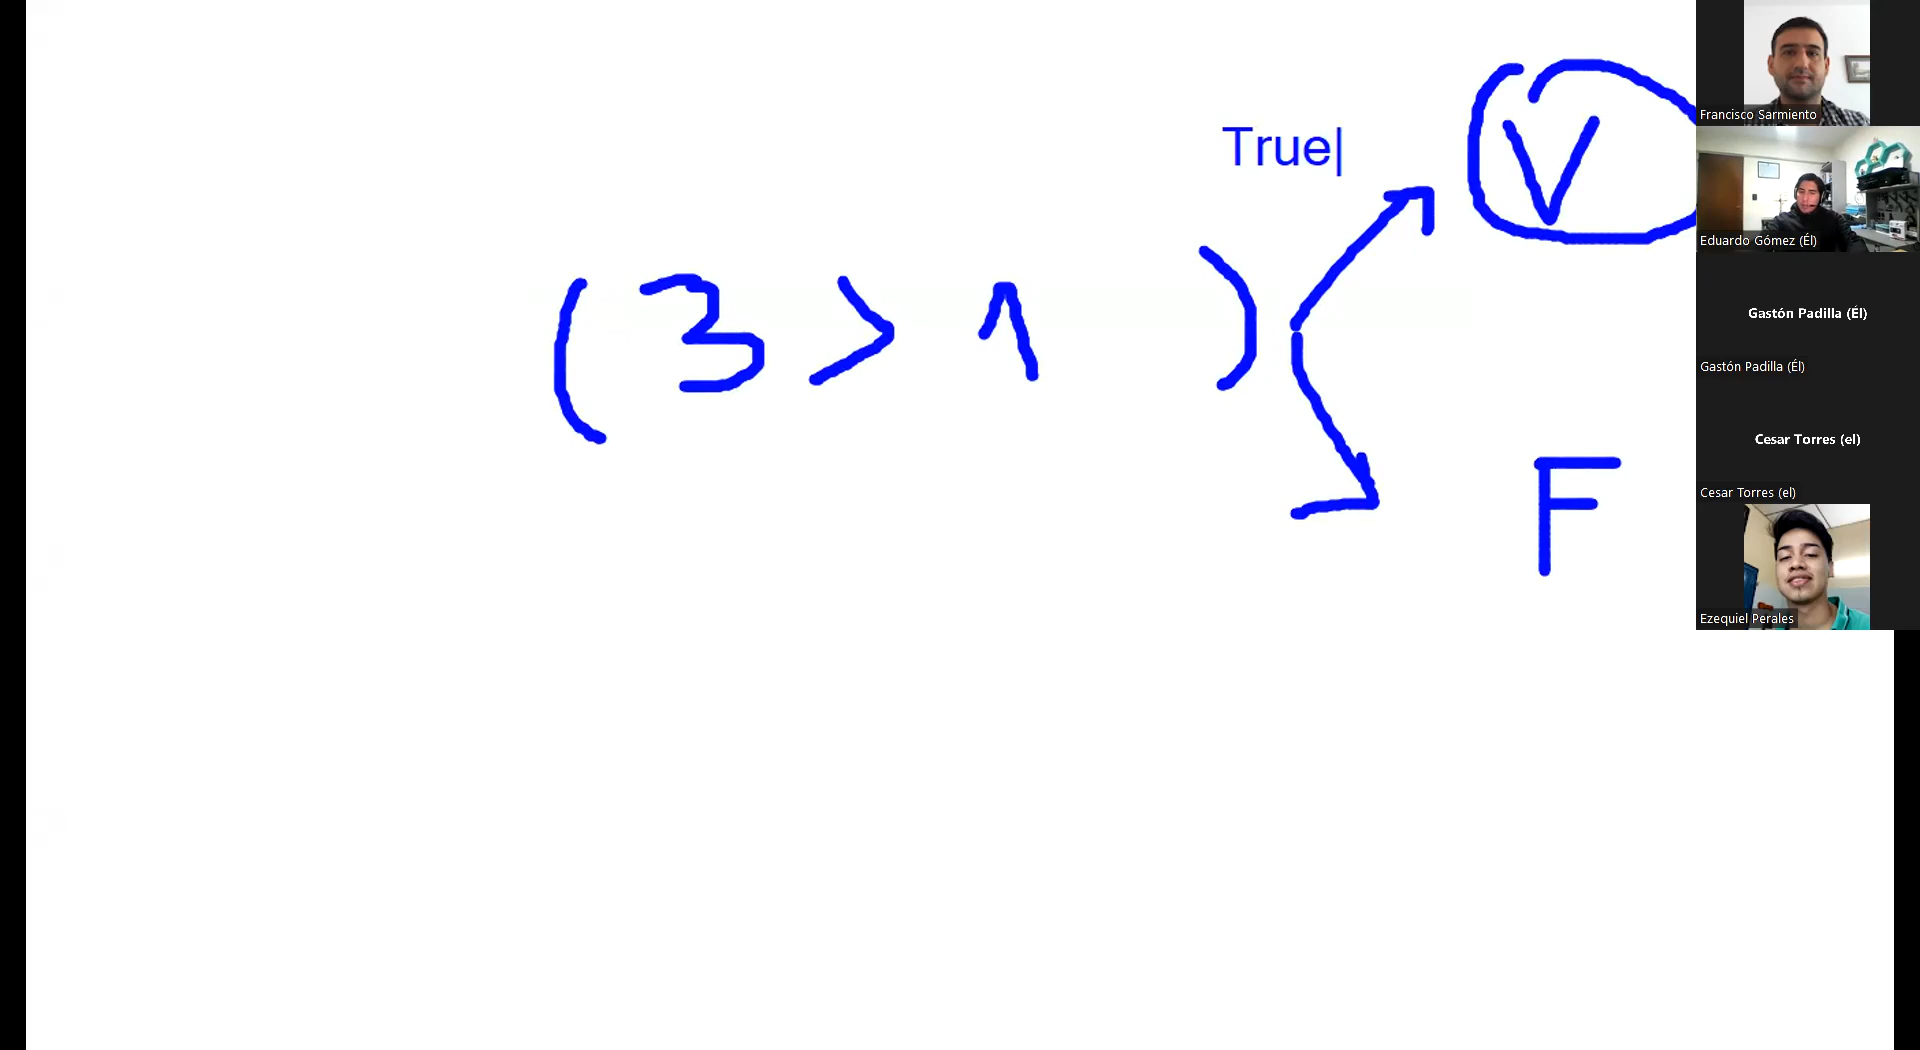 True
V
( 3 > 1 )
F
Francisco Sarmiento
Eduardo Gómez (Él)
Gastón Padilla (Él)
Gastón Padilla (Él)
Cesar Torres (el)
Cesar Torres (el)
Ezequiel Perales